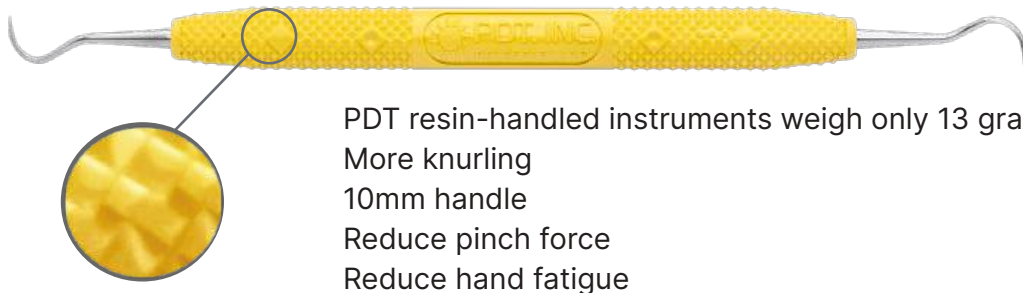 PDT, INC
PDT resin-handled instruments weigh only 13 gra
More knurling
10mm handle
Reduce pinch force
Reduce hand fatigue